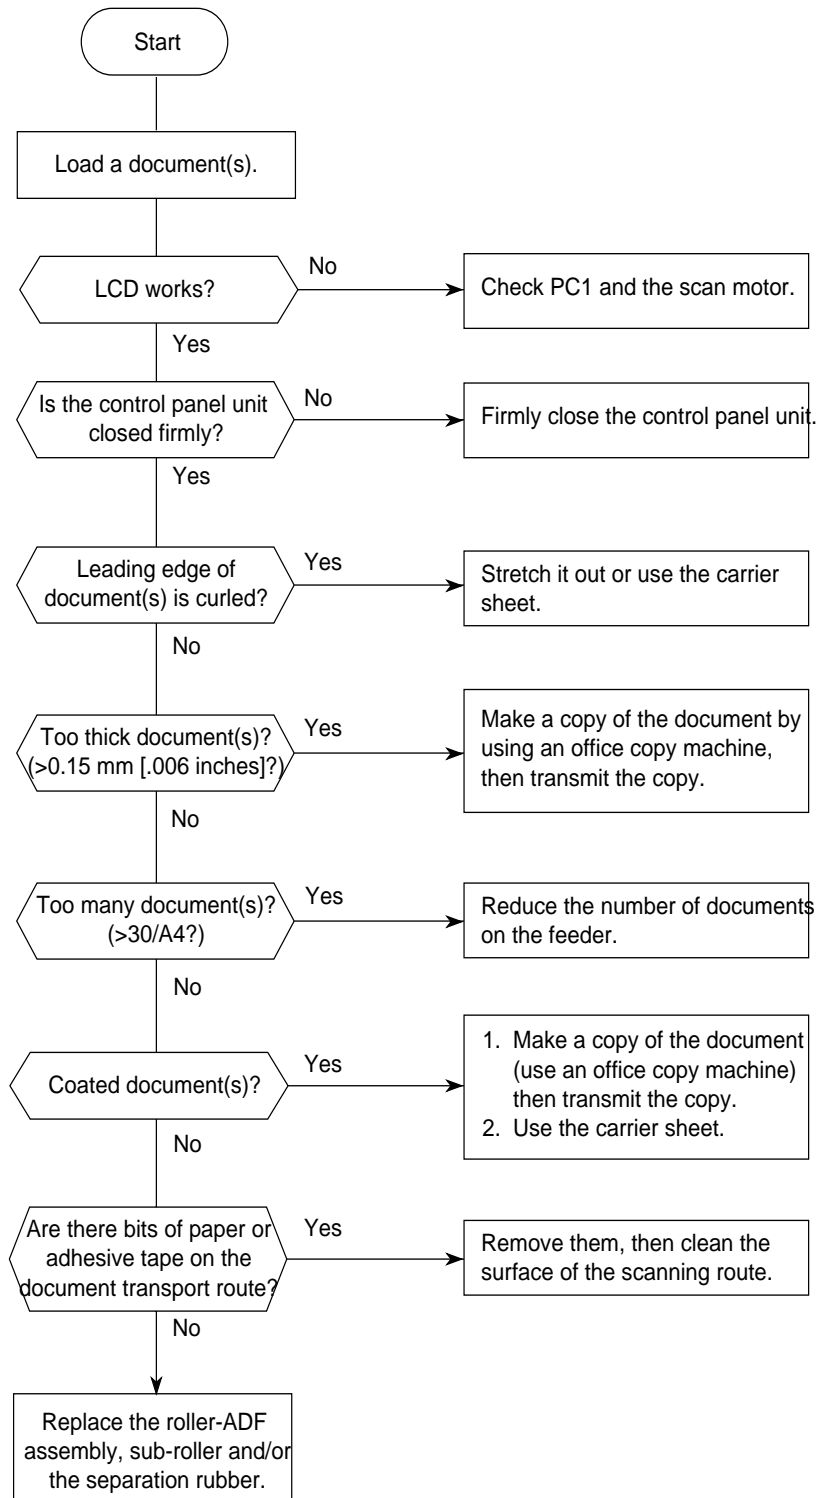 Start
Load a document(s).
LCD works?
No
Check PC1 and the scan motor.
Yes
Is the control panel unit
closed firmly?
No
Firmly close the control panel unit.
Yes
Leading edge of
document(s) is curled?
Yes
Stretch it out or use the carrier
sheet.
No
Too thick document(s)?
(>0.15 mm [.006 inches]?)
Yes
Make a copy of the document by
using an office copy machine,
then transmit the copy.
No
Too many document(s)?
(>30/A4?)
Yes
Reduce the number of documents
on the feeder.
No
Coated document(s)?
Yes
1. Make a copy of the document
(use an office copy machine)
then transmit the copy.
2. Use the carrier sheet.
No
Are there bits of paper or
adhesive tape on the
document transport route?
Yes
Remove them, then clean the
surface of the scanning route.
No
Replace the roller-ADF
assembly, sub-roller and/or
the separation rubber.